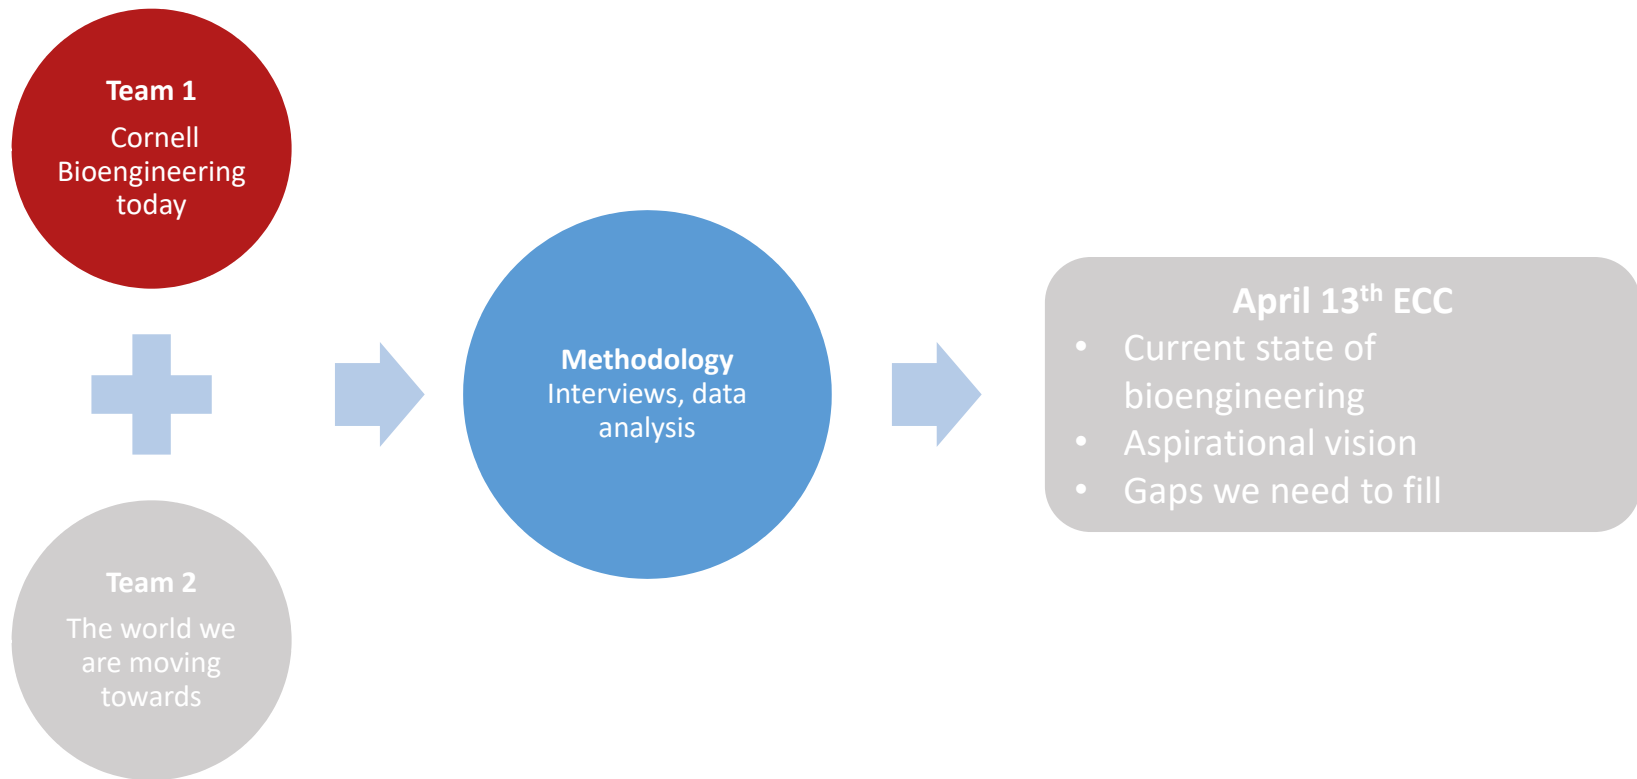 Team 1
Cornell
Bioengineering
today
Team 2
The world we
are moving
towards
Methodology
Interviews, data
analysis
April 13th ECC
• Current state of
bioengineering
• Aspirational vision
• Gaps we need to fill